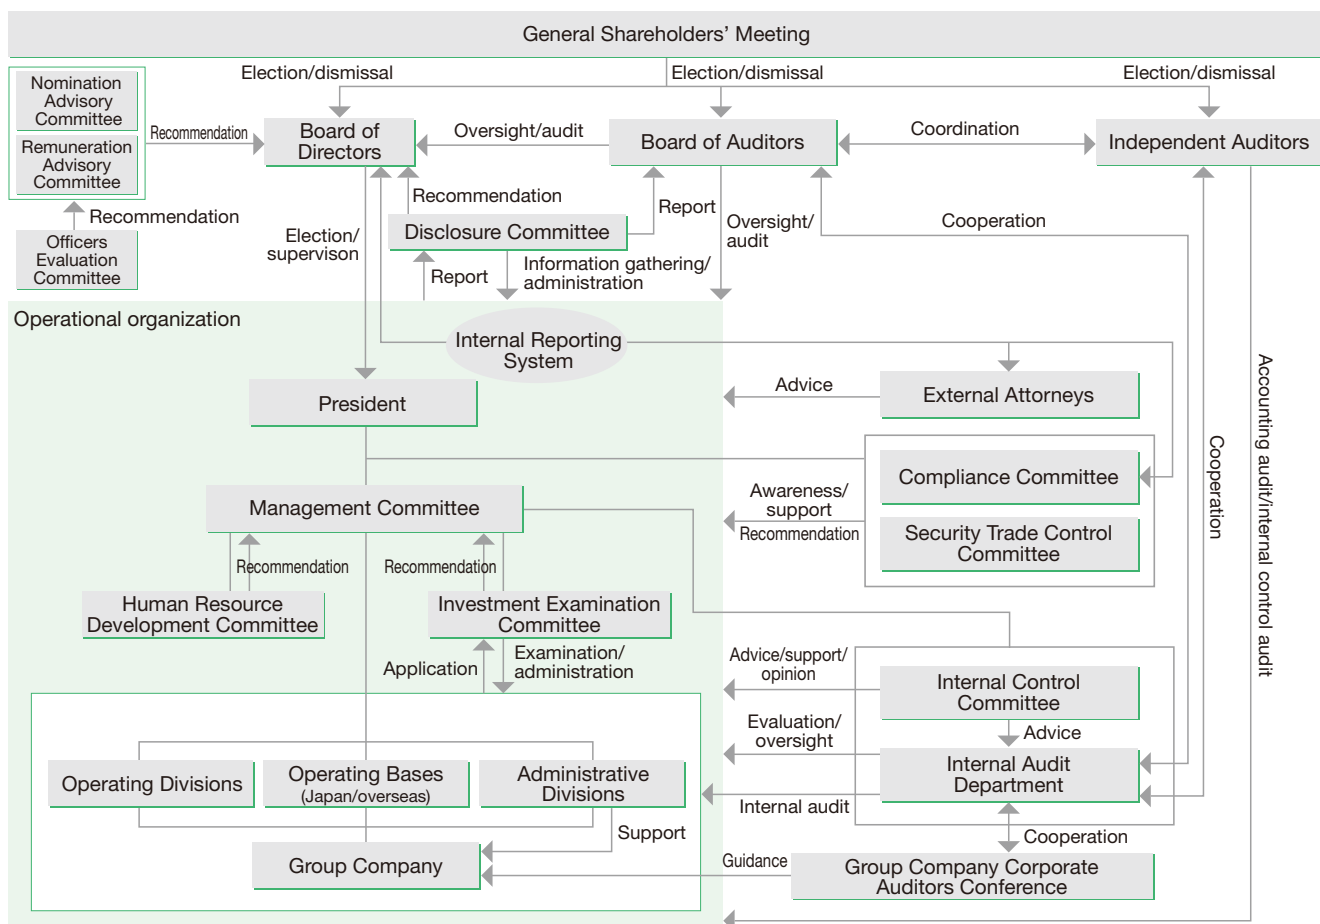 General Shareholders’ Meeting
Election/dismissal
Election/dismissal
Election/dismissal
Nomination
Advisory
Committee
Remuneration
Advisory
Committee
Recommendation
Board of
Directors
Oversight/audit
Board of Auditors
Coordination
Independent Auditors
Recommendation
Officers
Evaluation
Committee
Election/
supervison
Recommendation
Disclosure Committee
Report
Oversight/
audit
Cooperation
Report
Information gathering/
administration
Operational organization
Internal Reporting
System
President
Advice
External Attorneys
Accounting audit/internal control audit
Cooperation
Compliance Committee
Awareness/
support
Recommendation
Security Trade Control
Committee
Management Committee
Recommendation
Recommendation
Human Resource
Development Committee
Investment Examination
Committee
Application
Examination/
administration
Advice/support/
opinion
Internal Control
Committee
Advice
Evaluation/
oversight
Internal Audit
Department
Internal audit
Operating Divisions
Operating Bases
(Japan/overseas)
Administrative
Divisions
Support
Cooperation
Group Company
Guidance
Group Company Corporate
Auditors Conference